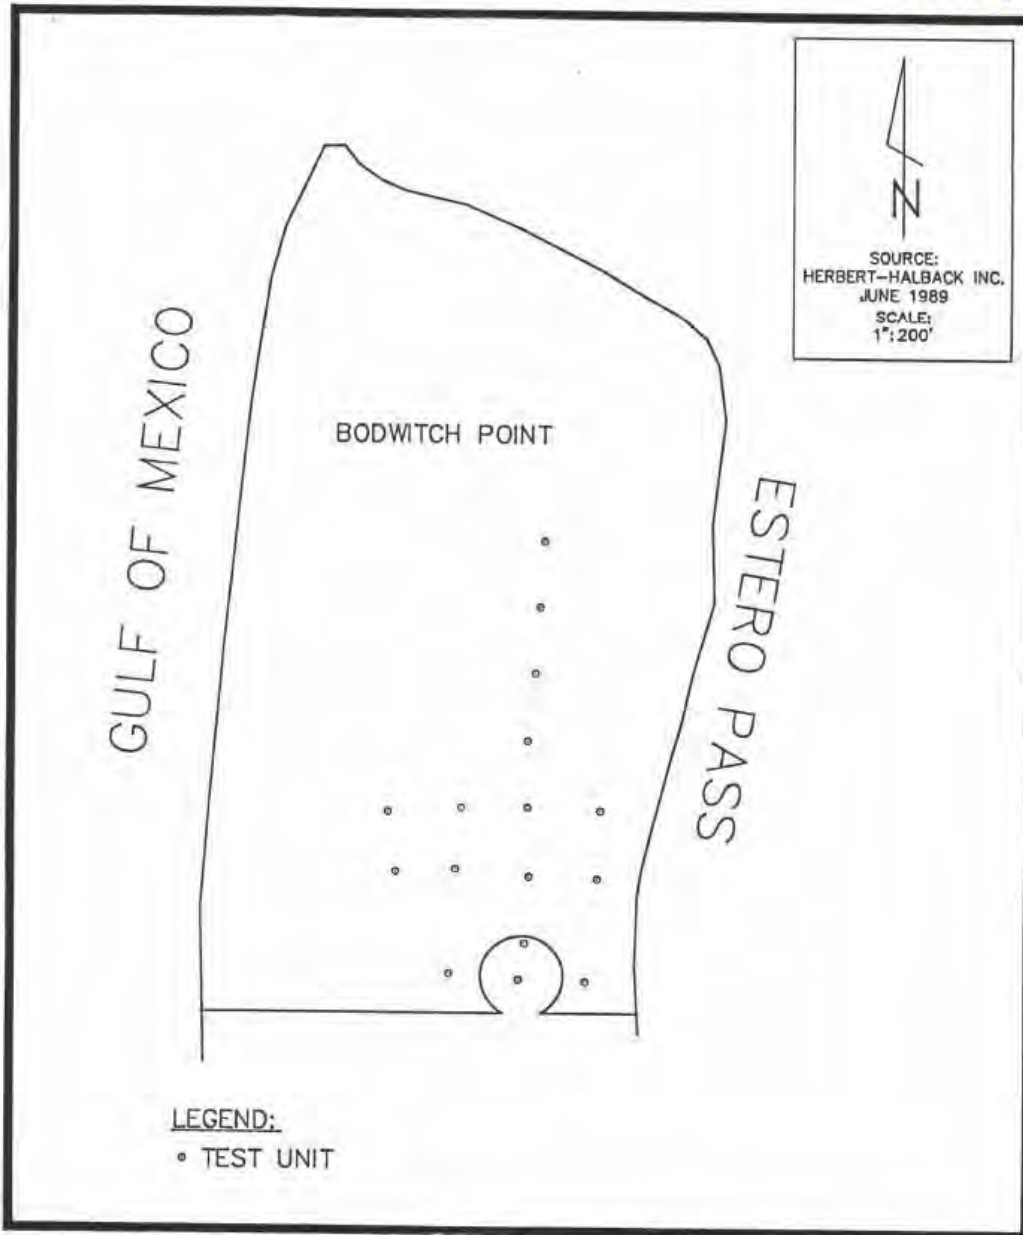 N
SOURCE:
HERBERT-HALBACK INC.
JUNE 1989
SCALE:
1":200'
GULF OF MEXICO
BODWITCH POINT
ESTERO PASS
LEGEND:
TEST UNIT